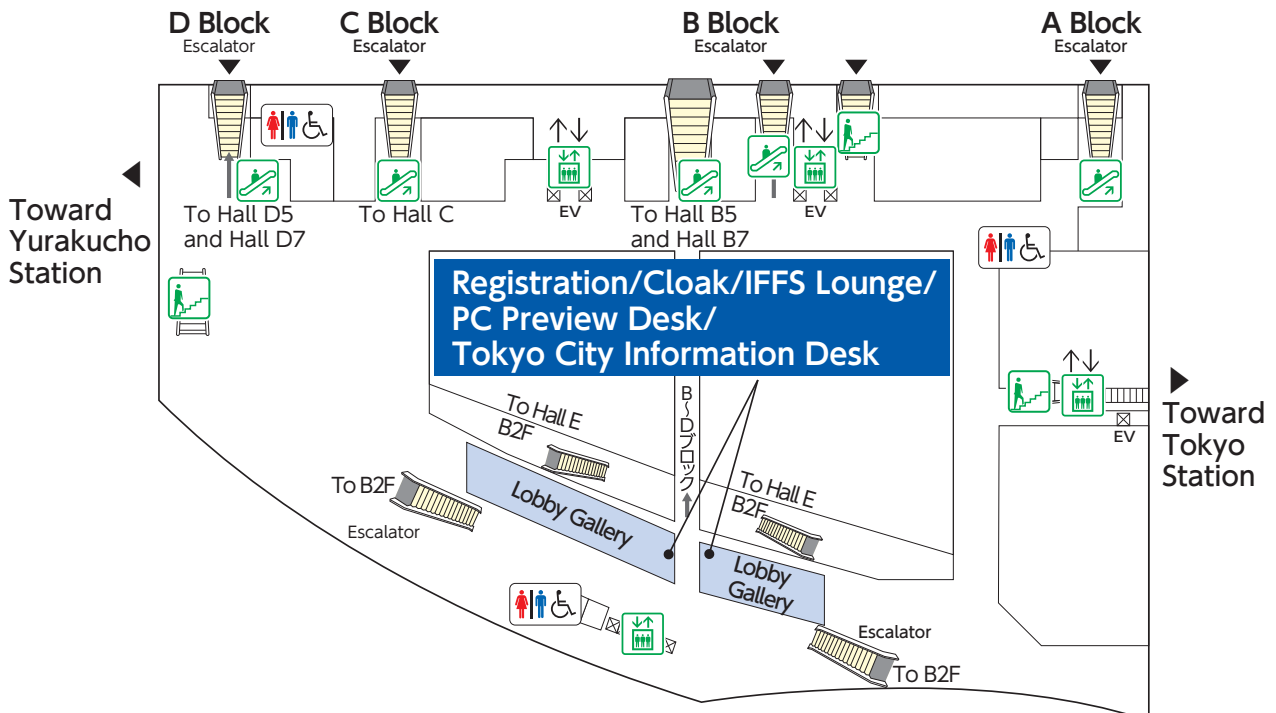 D Block
Escalator
C Block
Escalator
B Block
Escalator
A Block
Escalator
Toward
Yurakucho
Station
To Hall D5
and Hall D7
To Hall C
EV
To Hall B5
and Hall B7
EV
Registration/Cloak/IFFS Lounge/
PC Preview Desk/
Tokyo City Information Desk
Toward
Tokyo
Station
EV
B~Dブロック
To Hall E
B2F
To Hall E
B2F
To B2F
Escalator
Lobby Gallery
Lobby
Gallery
Escalator
To B2F